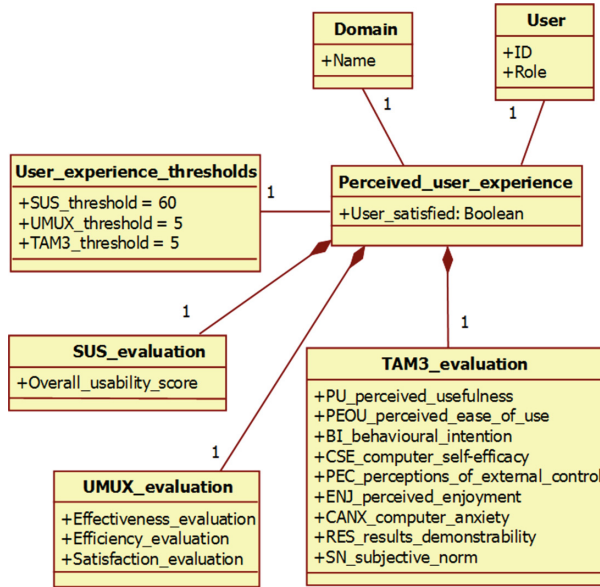 Domain
+Name
1
User
+ID
+Role
1
User_experience_thresholds
+SUS_threshold = 60
+UMUX_threshold = 5
+TAM3_threshold = 5
1
Perceived_user_experience
+User_satisfied: Boolean
1
SUS_evaluation
+Overall_usability_score
1
UMUX_evaluation
+Effectiveness_evaluation
+Efficiency_evaluation
+Satisfaction_evaluation
1
TAM3_evaluation
+PU_perceived_usefulness
+PEOU_perceived_ease_of_use
+BI_behavioural_intention
+CSE_computer_self-efficacy
+PEC_perceptions_of_external_control
+ENJ_perceived_enjoyment
+CANX_computer_anxiety
+RES_results_demonstrability
+SN_subjective_norm